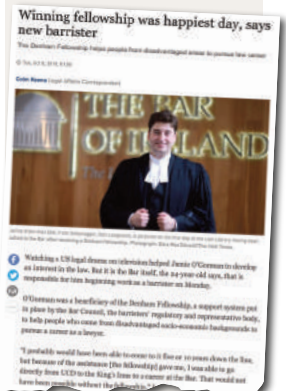 Winning fellowship was happiest day, says
new barrister
The Denham Fellowship helps people from disadvantaged areas to pursue law career
Tue, Oct 8, 2019, 01:00
Colm Keena Legal Affairs Correspondent
THE BAR
OF IRELAND
The
Watching a US legal drama on television helped Jamie O'Gorman to develop
an interest in the law. But it is the Bar itself, the 24-year-old says, that is
responsible for him beginning work as a barrister on Monday.
O'Gorman was a beneficiary of the Denham Fellowship, a support system put
in place by the Bar Council, the barristers' regulatory and representative body,
to help people who come from disadvantaged socio-economic backgrounds to
pursue a career as a lawyer.
"I probably would have been able to come to it five or 10 years down the line,
but because of the assistance [the fellowship] gave me, I was able to go
directly from UCD to the King's Inns to a career at the Bar. That would not
have been possible without the fellowship."